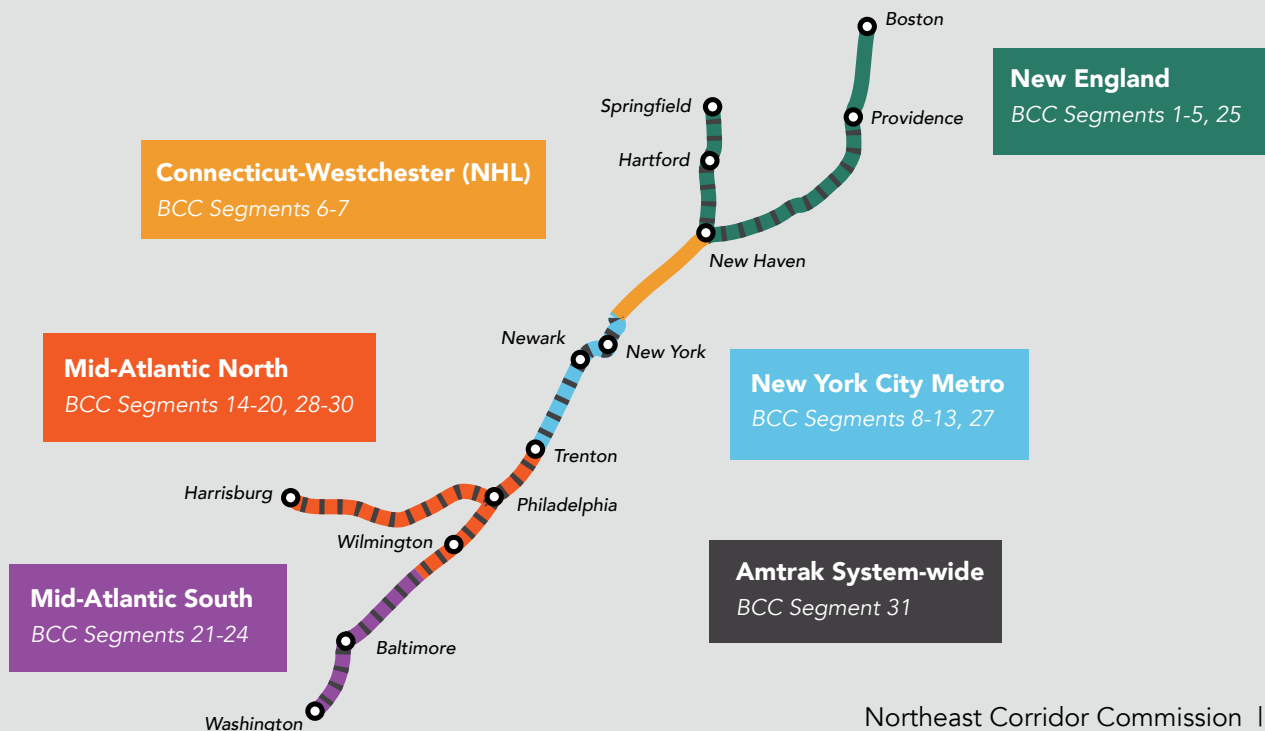 Boston
New England
BCC Segments 1-5, 25
Springfield
Providence
Hartford
Connecticut-Westchester (NHL)
BCC Segments 6-7
New Haven
Newark
New York
Mid-Atlantic North
BCC Segments 14-20, 28-30
New York City Metro
BCC Segments 8-13, 27
Trenton
Harrisburg
Philadelphia
Wilmington
Amtrak System-wide
BCC Segment 31
Mid-Atlantic South
BCC Segments 21-24
Baltimore
Washington
Northeast Corridor Commission |